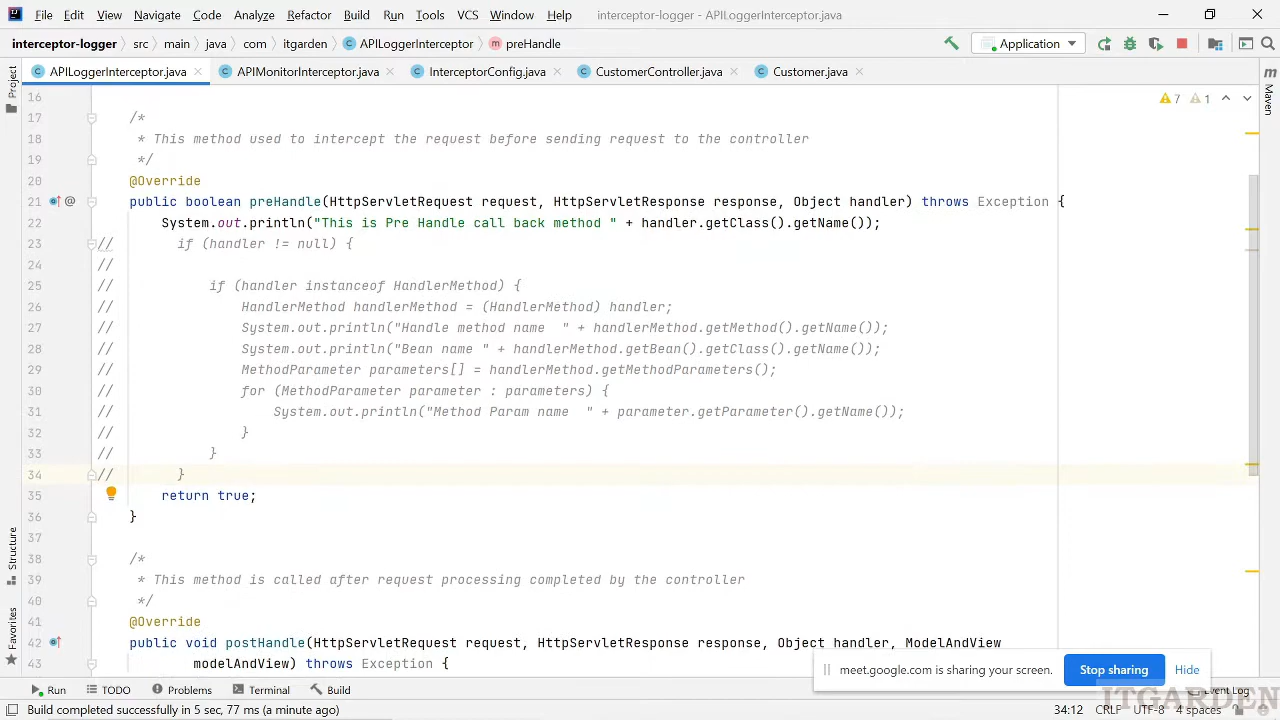 File Edit View Navigate Code Analyze Refactor Build Run Tools VCS Window Help interceptor-logger - APILoggerInterceptor.java
interceptor-logger src main java com itgarden APILoggerInterceptor preHandle Application
APILoggerInterceptor.java APIMonitorInterceptor.java InterceptorConfig.java CustomerController.java Customer.java
Project
Maven
7 1
16
17 /*
18 * This method used to intercept the request before sending request to the controller
19 */
20 @Override
21 public boolean preHandle(HttpServletRequest request, HttpServletResponse response, Object handler) throws Exception {
22 System.out.println("This is Pre Handle call back method " + handler.getClass().getName());
23 // if (handler != null) {
24 //
25 // if (handler instanceof HandlerMethod) {
26 // HandlerMethod handlerMethod = (HandlerMethod) handler;
27 // System.out.println("Handle method name  " + handlerMethod.getMethod().getName());
28 // System.out.println("Bean name " + handlerMethod.getBean().getClass().getName());
29 // MethodParameter parameters[] = handlerMethod.getMethodParameters();
30 // for (MethodParameter parameter : parameters) {
31 // System.out.println("Method Param name  " + parameter.getParameter().getName());
32 // }
33 // }
34 // }
35 return true;
36 }
37
38 /*
39 * This method is called after request processing completed by the controller
40 */
41 @Override
42 public void postHandle(HttpServletRequest request, HttpServletResponse response, Object handler, ModelAndView
43 modelAndView) throws Exception {
Structure
Favorites
meet.google.com is sharing your screen. Stop sharing Hide
Run TODO Problems Terminal Build Event Log
ITGARDEN
Build completed successfully in 5 sec, 77 ms (a minute ago) 34:12 CRLF UTF-8 4 spaces